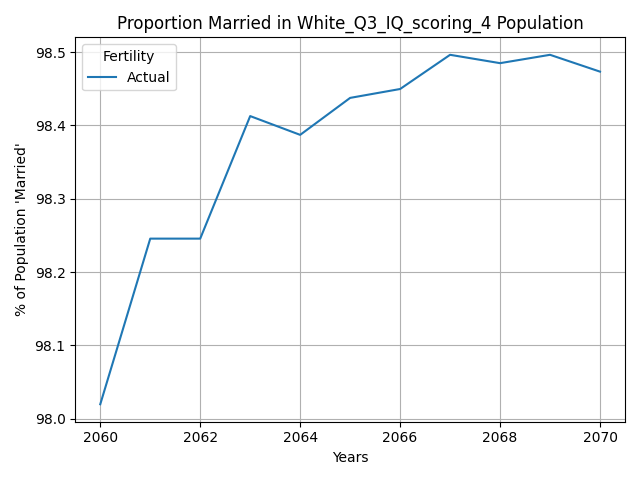 Proportion Married in White_Q3_IQ_scoring_4 Population
Fertility
Actual
% of Population 'Married'
98.5
98.4
98.3
98.2
98.1
98.0
2060 2062 2064 2066 2068 2070
Years